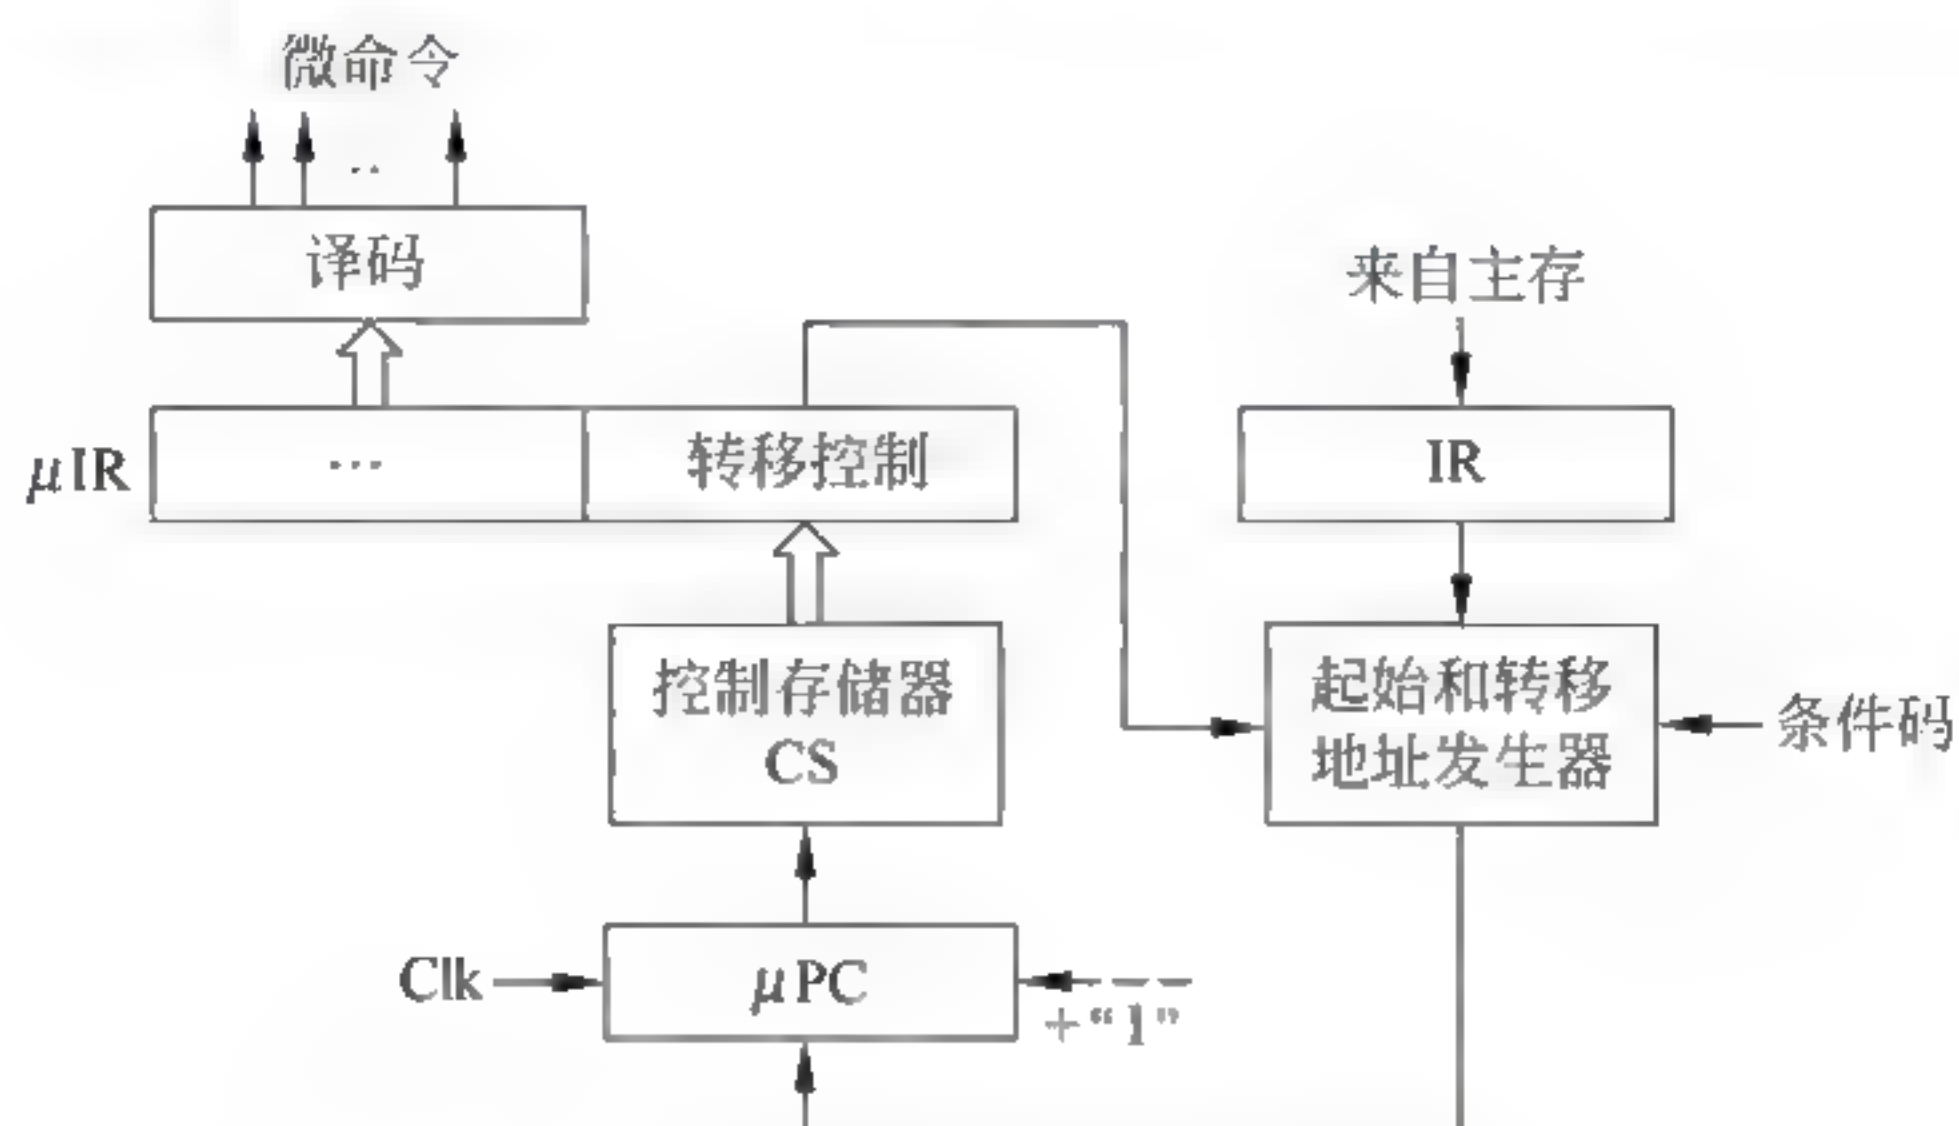 微命令
··
译码
来自主存
μIR
···
转移控制
IR
控制存储器
CS
起始和转移
地址发生器
条件码
Clk
μPC
+“1”